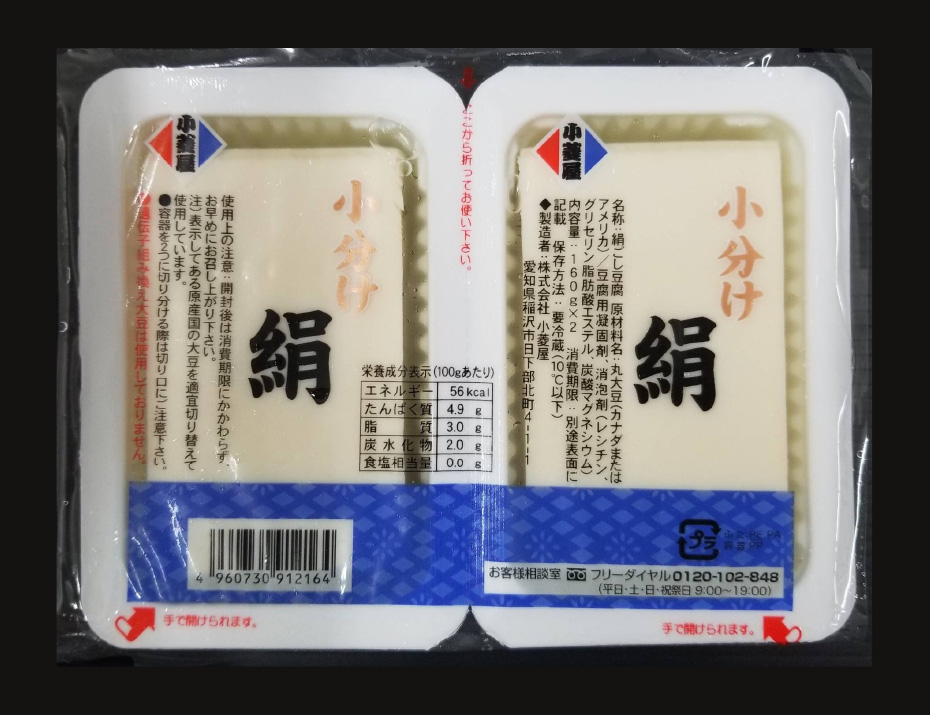 小菱屋
小分け
絹
使用上の注意：開封後は消費期限にかかわらず、
お早めにお召し上がり下さい。
注)表示してある原産国の大豆を適宜切り替えて
使用しています。
●容器を2つに切り分ける際は切り口にご注意下さい。
●遺伝子組み換え大豆は使用しておりません。
ここから折ってお使い下さい。
栄養成分表示(100gあたり)
エネルギー 56kcal
たんぱく質 4.9 g
脂質 3.0 g
炭水化物 2.0 g
食塩相当量 0.0 g
4 960730 912164
手で開けられます。
小菱屋
小分け
絹
名称：絹ごし豆腐 原材料名：丸大豆(カナダまたは
アメリカ)／豆腐用凝固剤、消泡剤(レシチン、
グリセリン脂肪酸エステル、炭酸マグネシウム)
内容量：160g×2 消費期限：別途表面に
記載 保存方法：要冷蔵(10℃以下)
◆製造者：株式会社 小菱屋
愛知県稲沢市日下部北町4-1-1
プラ
お客様相談室 フリーダイヤル0120-102-848
(平日・土・日・祝祭日 9:00〜19:00)
手で開けられます。